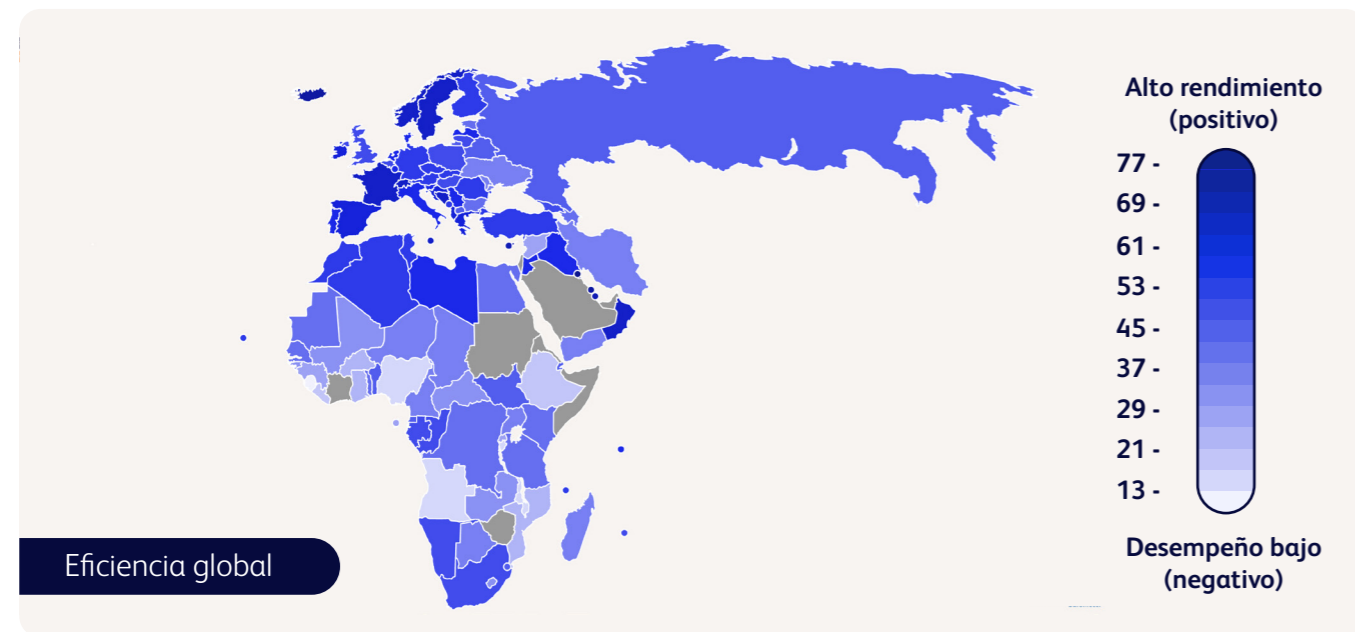 Alto rendimiento
(positivo)
77 -
69 -
61 -
53 -
45 -
37 -
29 -
21 -
13 -
Desempeño bajo
(negativo)
Eficiencia global